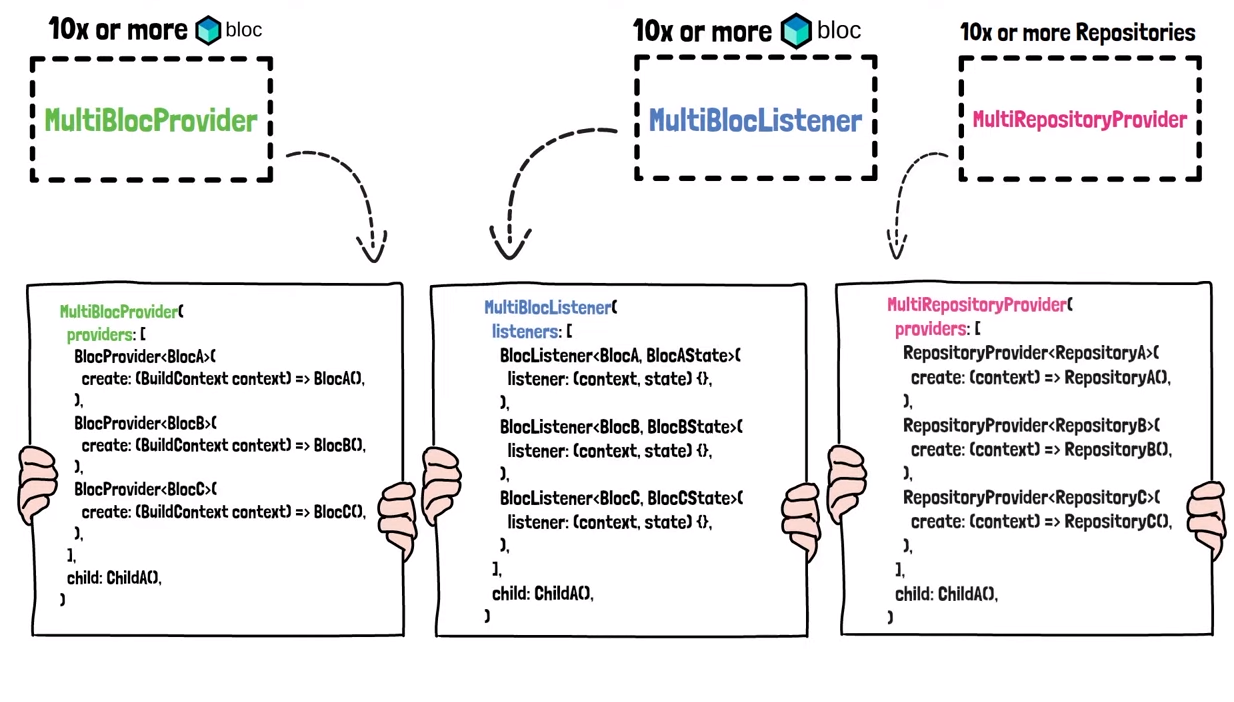 10x or more bloc
MultiBlocProvider
10x or more bloc
MultiBlocListener
10x or more Repositories
MultiRepositoryProvider
MultiBlocProvider(
providers: [
BlocProvider<BlocA>(
create: (BuildContext context) => BlocA(),
),
BlocProvider<BlocB>(
create: (BuildContext context) => BlocB(),
),
BlocProvider<BlocC>(
create: (BuildContext context) => BlocC(),
),
],
child: ChildA(),
)
MultiBlocListener(
listeners: [
BlocListener<BlocA, BlocAState>(
listener: (context, state) {},
),
BlocListener<BlocB, BlocBState>(
listener: (context, state) {},
),
BlocListener<BlocC, BlocCState>(
listener: (context, state) {},
),
],
child: ChildA(),
)
MultiRepositoryProvider(
providers: [
RepositoryProvider<RepositoryA>(
create: (context) => RepositoryA(),
),
RepositoryProvider<RepositoryB>(
create: (context) => RepositoryB(),
),
RepositoryProvider<RepositoryC>(
create: (context) => RepositoryC(),
),
],
child: ChildA(),
)